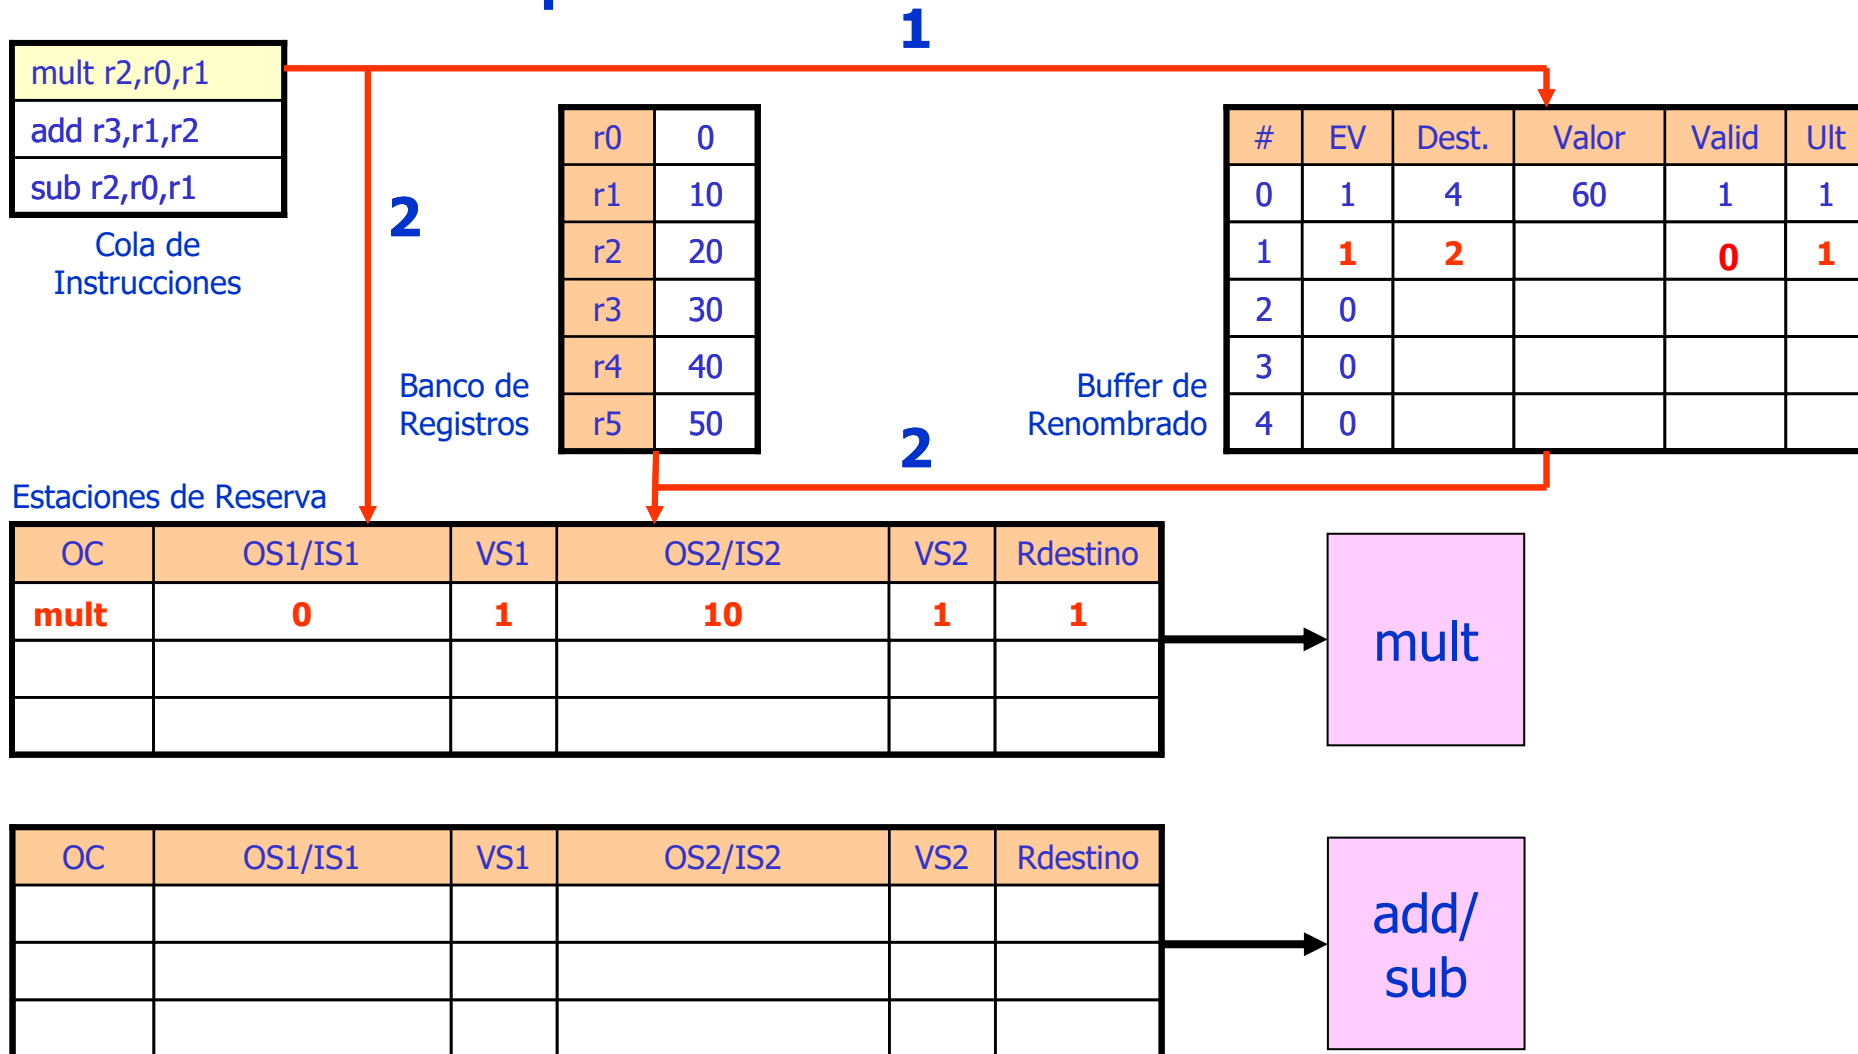 1
mult r2,r0,r1
add r3,r1,r2
sub r2,r0,r1
Cola de
Instrucciones
2
r0 0
r1 10
r2 20
r3 30
r4 40
r5 50
Banco de
Registros
# EV Dest. Valor Valid Ult
0 1 4 60 1 1
1 1 2 0 1
2 0
3 0
4 0
Buffer de
Renombrado
2
Estaciones de Reserva
OC OS1/IS1 VS1 OS2/IS2 VS2 Rdestino
mult 0 1 10 1 1
mult
OC OS1/IS1 VS1 OS2/IS2 VS2 Rdestino
add/
sub